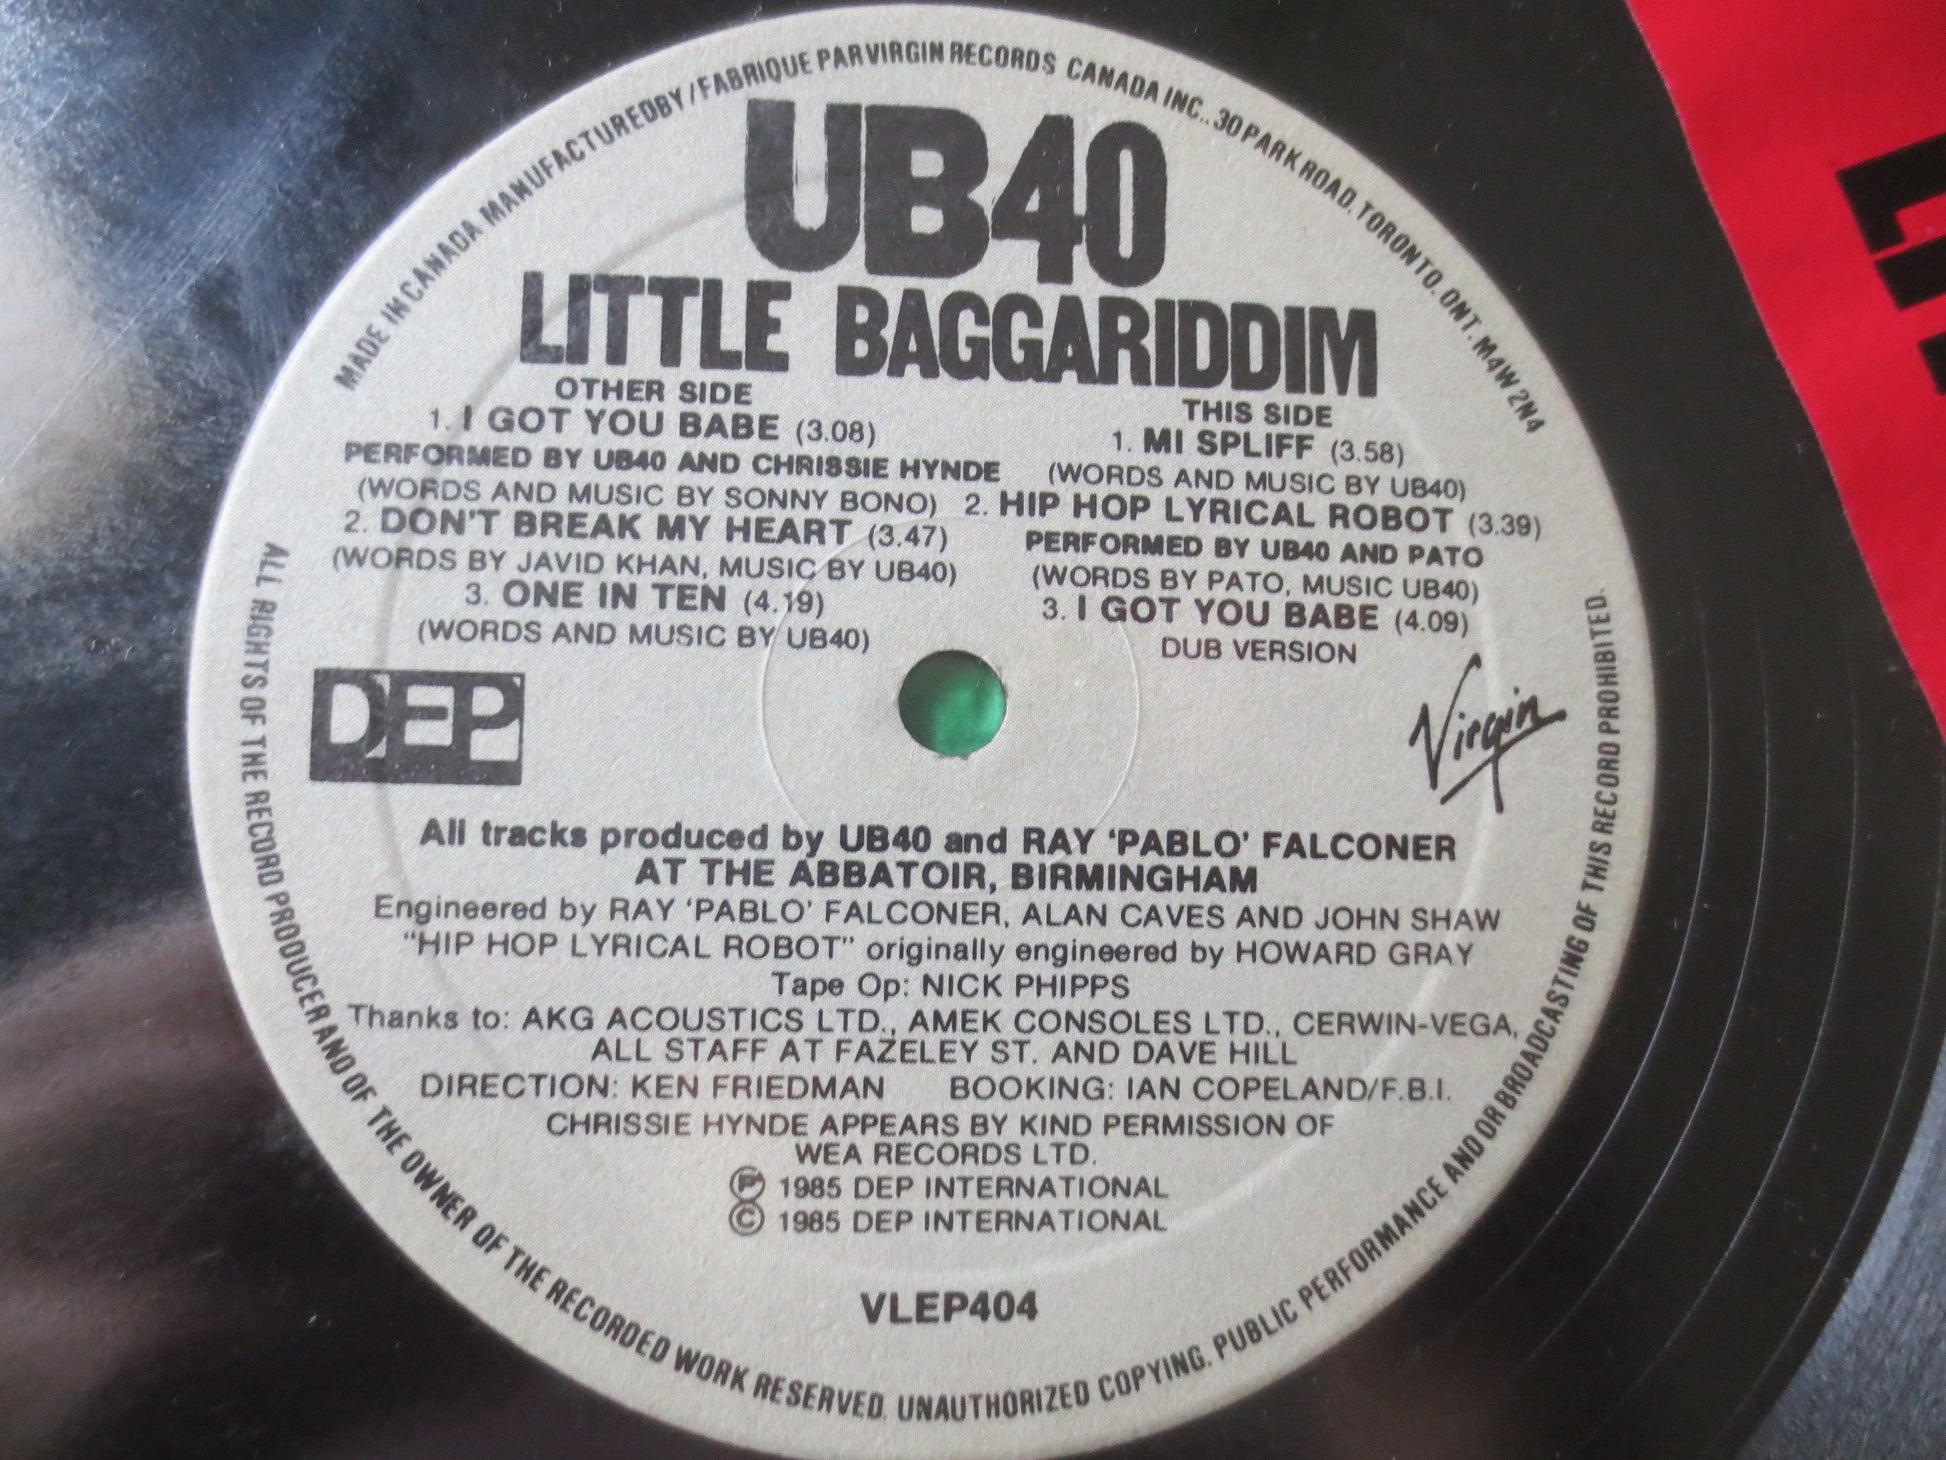 MADE IN CANADA MANUFACTURED BY / FABRIQUE PAR VIRGIN RECORDS CANADA INC., 30 PARK ROAD, TORONTO, ONT. M4W 2N4
UB40
LITTLE BAGGARIDDIM
OTHER SIDE
1. I GOT YOU BABE (3.08)
PERFORMED BY UB40 AND CHRISSIE HYNDE
(WORDS AND MUSIC BY SONNY BONO)
2. DON'T BREAK MY HEART (3.47)
(WORDS BY JAVID KHAN, MUSIC BY UB40)
3. ONE IN TEN (4.19)
(WORDS AND MUSIC BY UB40)
THIS SIDE
1. MI SPLIFF (3.58)
(WORDS AND MUSIC BY UB40)
2. HIP HOP LYRICAL ROBOT (3.39)
PERFORMED BY UB40 AND PATO
(WORDS BY PATO, MUSIC UB40)
3. I GOT YOU BABE (4.09)
DUB VERSION
DEP
Virgin
All tracks produced by UB40 and RAY 'PABLO' FALCONER
AT THE ABBATOIR, BIRMINGHAM
Engineered by RAY 'PABLO' FALCONER, ALAN CAVES AND JOHN SHAW
"HIP HOP LYRICAL ROBOT" originally engineered by HOWARD GRAY
Tape Op: NICK PHIPPS
Thanks to: AKG ACOUSTICS LTD., AMEK CONSOLES LTD., CERWIN-VEGA,
ALL STAFF AT FAZELEY ST. AND DAVE HILL
DIRECTION: KEN FRIEDMAN BOOKING: IAN COPELAND/F.B.I.
CHRISSIE HYNDE APPEARS BY KIND PERMISSION OF
WEA RECORDS LTD.
℗ 1985 DEP INTERNATIONAL
© 1985 DEP INTERNATIONAL
VLEP404
ALL RIGHTS OF THE RECORD PRODUCER AND OF THE OWNER OF THE RECORDED WORK RESERVED. UNAUTHORIZED COPYING, PUBLIC PERFORMANCE AND OR BROADCASTING OF THIS RECORD PROHIBITED.